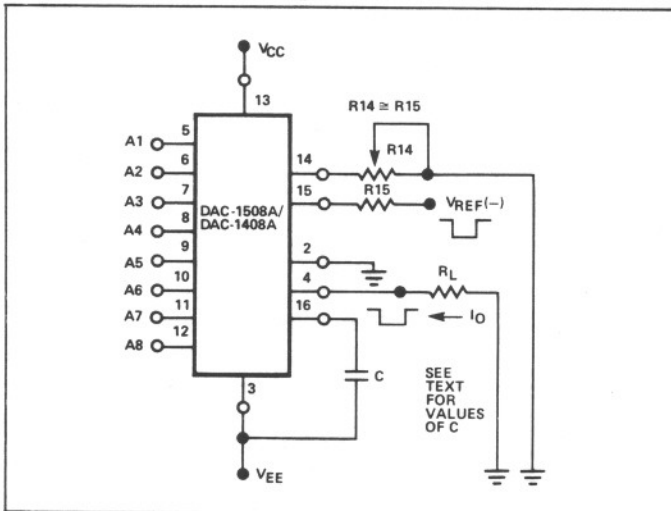 VCC
13
R14 ≅ R15
A1 5
A2 6
A3 7
A4 8
A5 9
A6 10
A7 11
A8 12
DAC-1508A/
DAC-1408A
14
R14
15
R15
VREF(−)
2
4
RL
16
IO
C
SEE
TEXT
FOR
VALUES
OF C
3
VEE